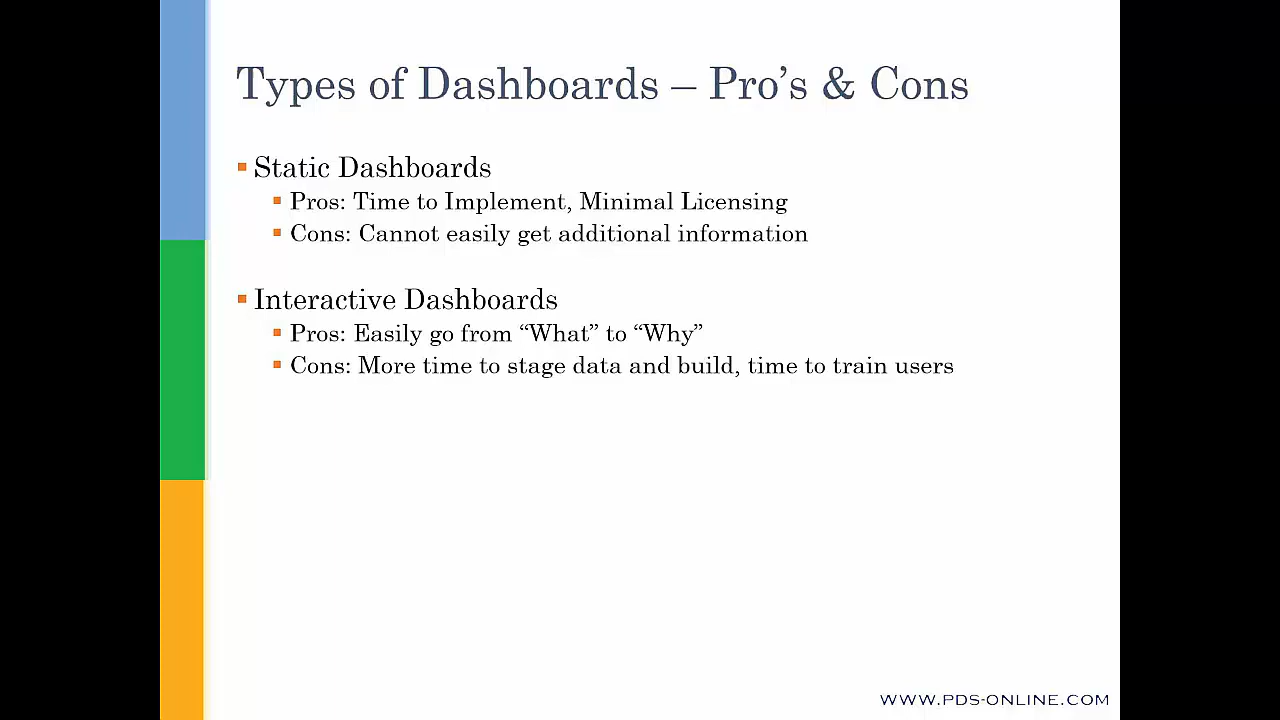 Types of Dashboards – Pro’s & Cons
Static Dashboards
Pros: Time to Implement, Minimal Licensing
Cons: Cannot easily get additional information
Interactive Dashboards
Pros: Easily go from “What” to “Why”
Cons: More time to stage data and build, time to train users
WWW.PDS-ONLINE.COM